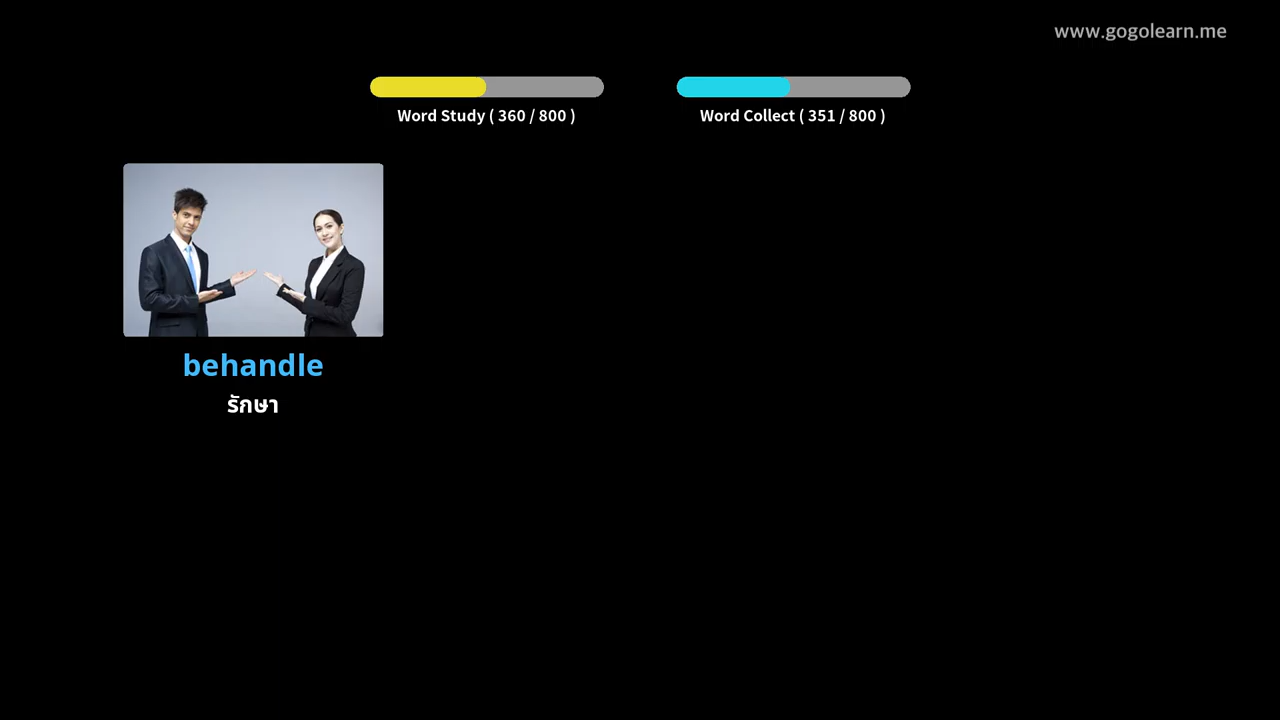 www.gogolearn.me
Word Study ( 360 / 800 )
Word Collect ( 351 / 800 )
behandle
รักษา